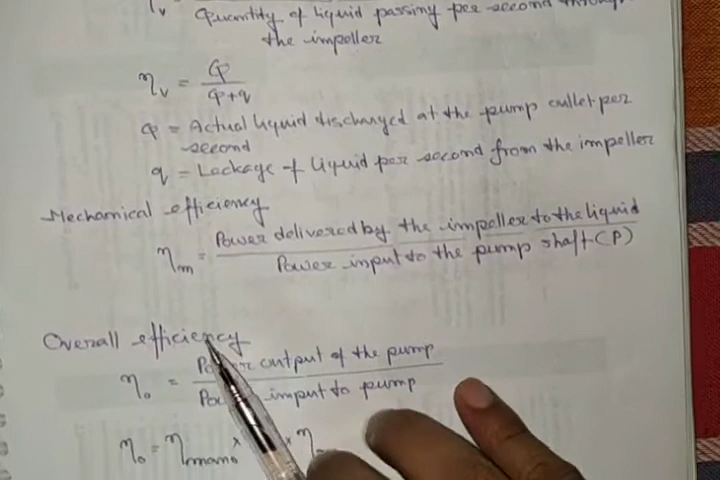 ηv Quantity of liquid passing per second through
the impeller
ηv = Q / Q+q
Q = Actual liquid discharged at the pump outlet per
second
q = Leckage of liquid per second from the impeller
Mechanical efficiency
ηm = Power delivered by the impeller to the liquid / Power input to the pump shaft (P)
Overall efficiency
ηo = Power output of the pump / input to pump
ηo = ηmano × × η